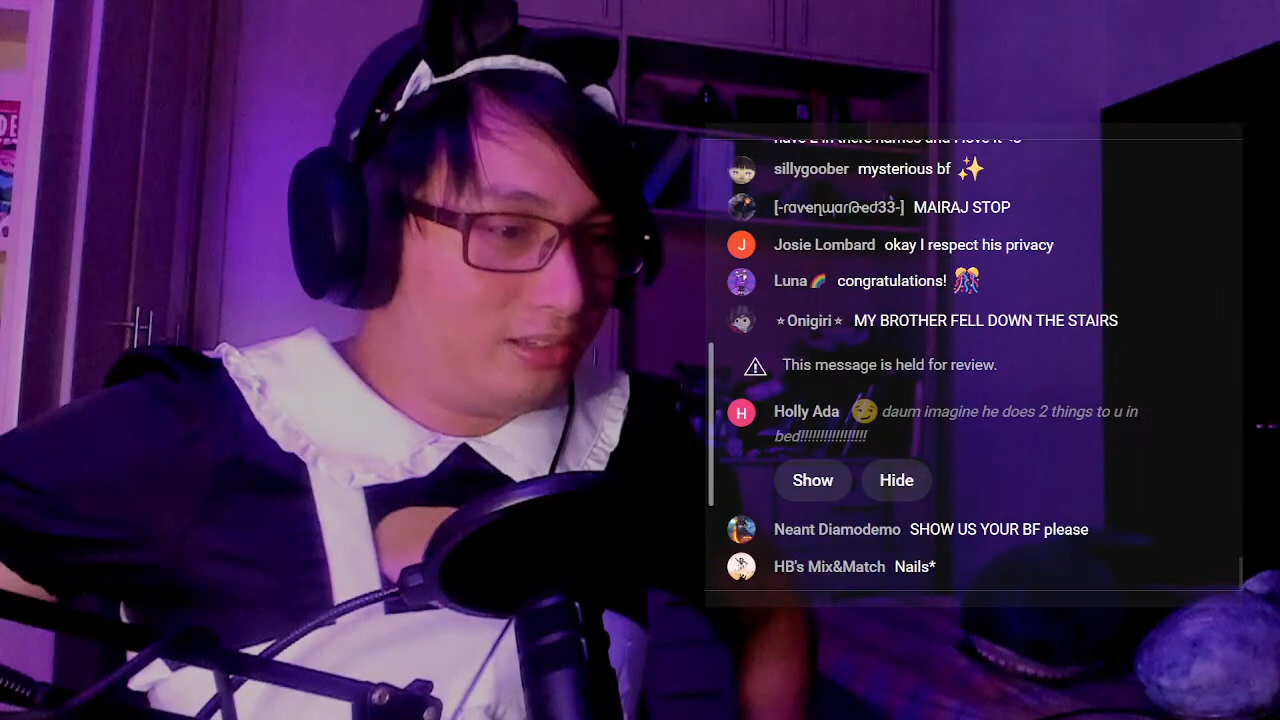 DE
sillygoober mysterious bf ✨
MAIRAJ STOP
J Josie Lombard okay I respect his privacy
Luna🌈 congratulations! 🎊
⭐Onigiri⭐ MY BROTHER FELL DOWN THE STAIRS
This message is held for review.
H Holly Ada 😏 daum imagine he does 2 things to u in
bed!!!!!!!!!!!!!!!!!
Show Hide
Neant Diamodemo SHOW US YOUR BF please
HB's Mix&Match Nails*